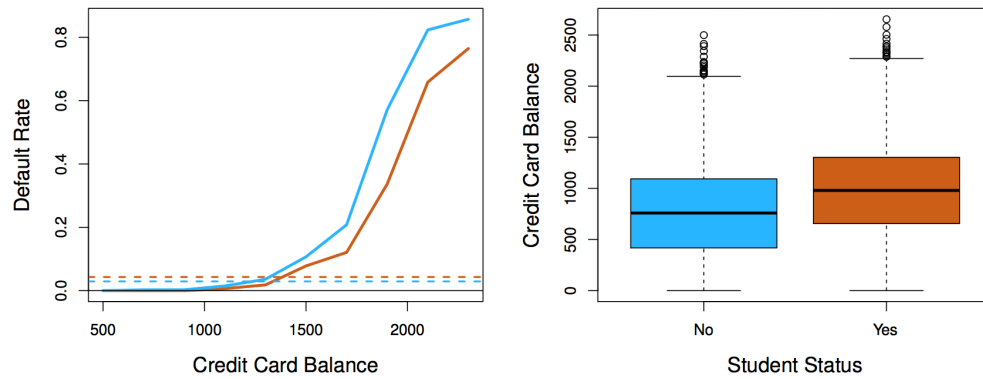 Default Rate
0.8
0.6
0.4
0.2
0.0
500
1000
1500
2000
Credit Card Balance
Credit Card Balance
2500
2000
1500
1000
500
0
No
Yes
Student Status